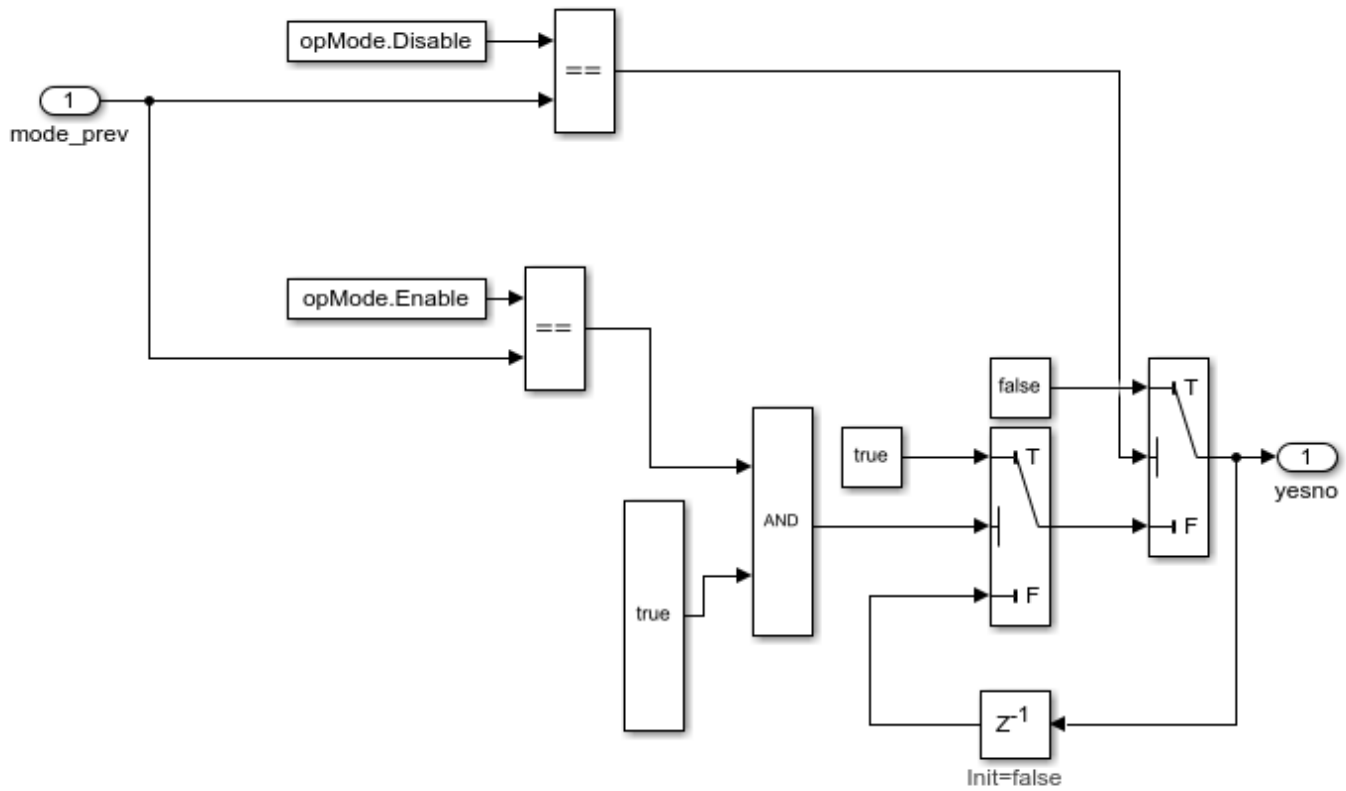 opMode.Disable
==
1
mode_prev
opMode.Enable
==
false
T
true
T
AND
1
yesno
F
F
true
Z-1
Init=false